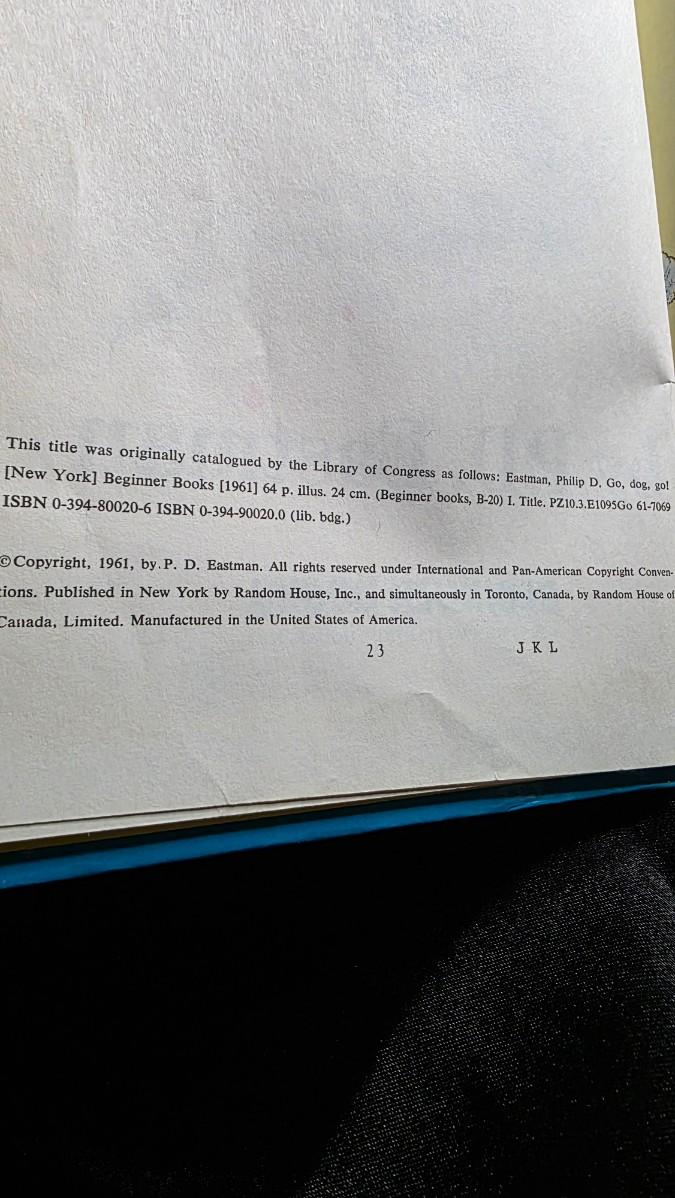 This title was originally catalogued by the Library of Congress as follows: Eastman, Philip D. Go, dog, go!
[New York] Beginner Books [1961] 64 p. illus. 24 cm. (Beginner books, B-20) I. Title. PZ10.3.E1095Go 61-7069
ISBN 0-394-80020-6 ISBN 0-394-90020.0 (lib. bdg.)
©Copyright, 1961, by P. D. Eastman. All rights reserved under International and Pan-American Copyright Conven-
tions. Published in New York by Random House, Inc., and simultaneously in Toronto, Canada, by Random House of
Canada, Limited. Manufactured in the United States of America.
23 J K L